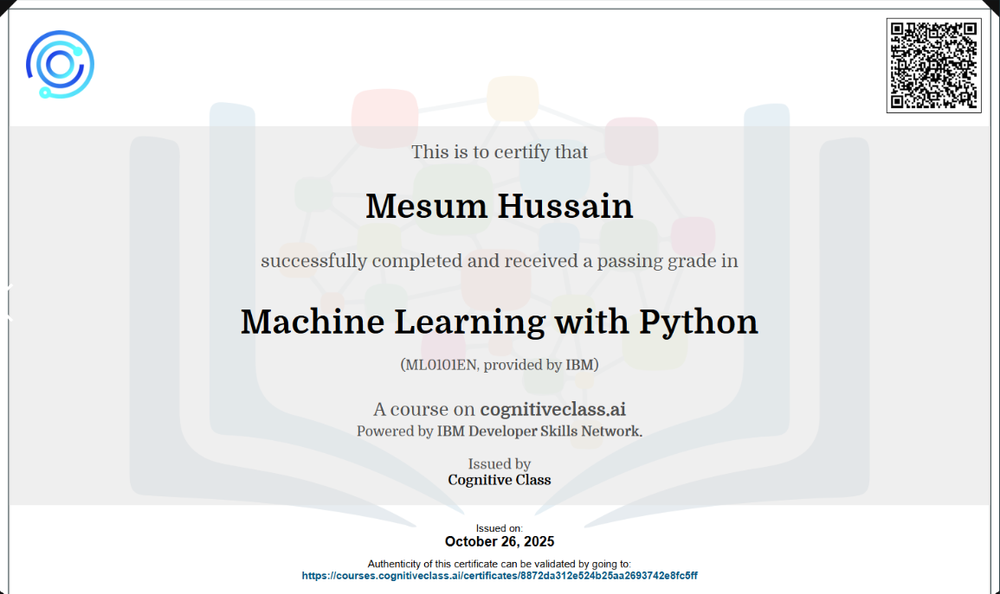 This is to certify that
Mesum Hussain
successfully completed and received a passing grade in
Machine Learning with Python
(ML0101EN, provided by IBM)
A course on cognitiveclass.ai
Powered by IBM Developer Skills Network.
Issued by
Cognitive Class
Issued on:
October 26, 2025
Authenticity of this certificate can be validated by going to:
https://courses.cognitiveclass.ai/certificates/8872da312e524b25aa2693742e8fc5ff